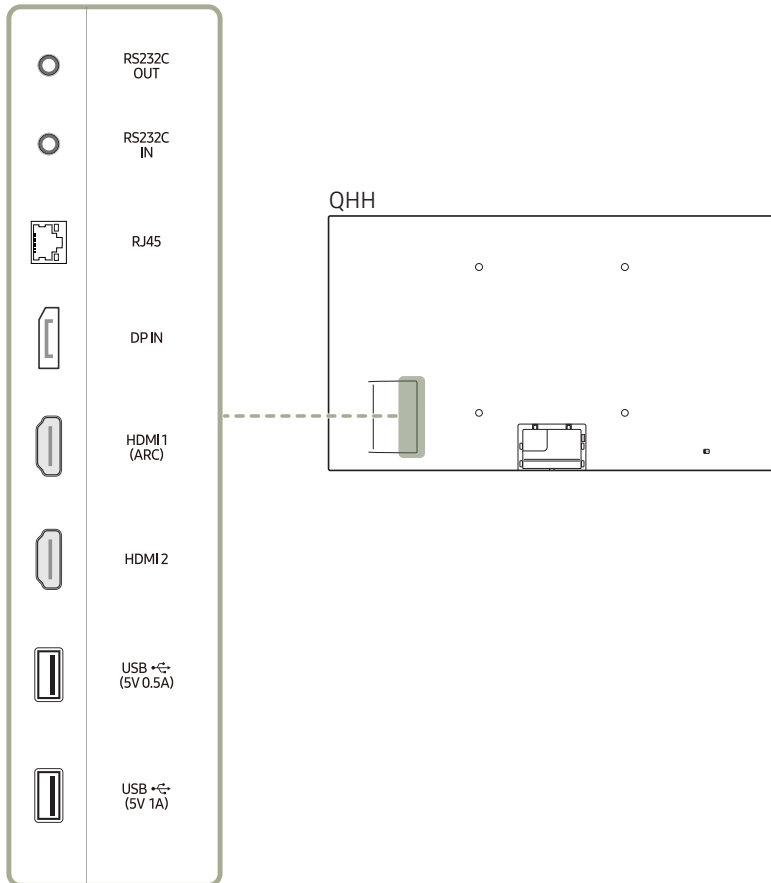 RS232C
OUT
RS232C
IN
RJ45
DP IN
HDMI 1
(ARC)
HDMI 2
USB
(5V 0.5A)
USB
(5V 1A)
QHH